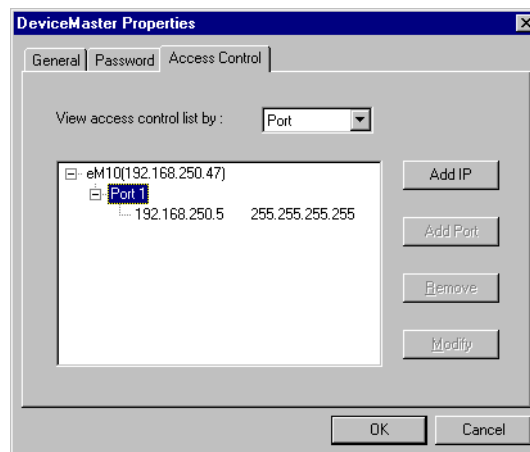 DeviceMaster Properties
General Password Access Control
View access control list by : Port
eM10(192.168.250.47)
Port 1
192.168.250.5 255.255.255.255
Add IP
Add Port
Remove
Modify
OK Cancel